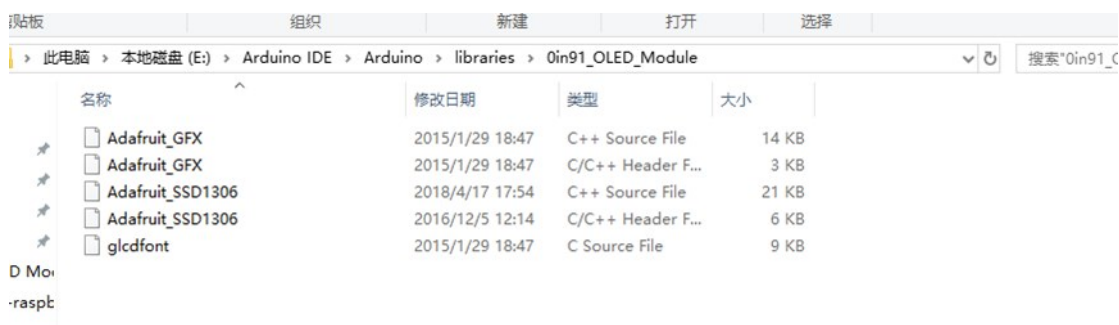 剪贴板 组织 新建 打开 选择
› 此电脑 › 本地磁盘 (E:) › Arduino IDE › Arduino › libraries › 0in91_OLED_Module 搜索"0in91_O
名称 修改日期 类型 大小
Adafruit_GFX 2015/1/29 18:47 C++ Source File 14 KB
Adafruit_GFX 2015/1/29 18:47 C/C++ Header F... 3 KB
Adafruit_SSD1306 2018/4/17 17:54 C++ Source File 21 KB
Adafruit_SSD1306 2016/12/5 12:14 C/C++ Header F... 6 KB
glcdfont 2015/1/29 18:47 C Source File 9 KB
D Mo
-raspb